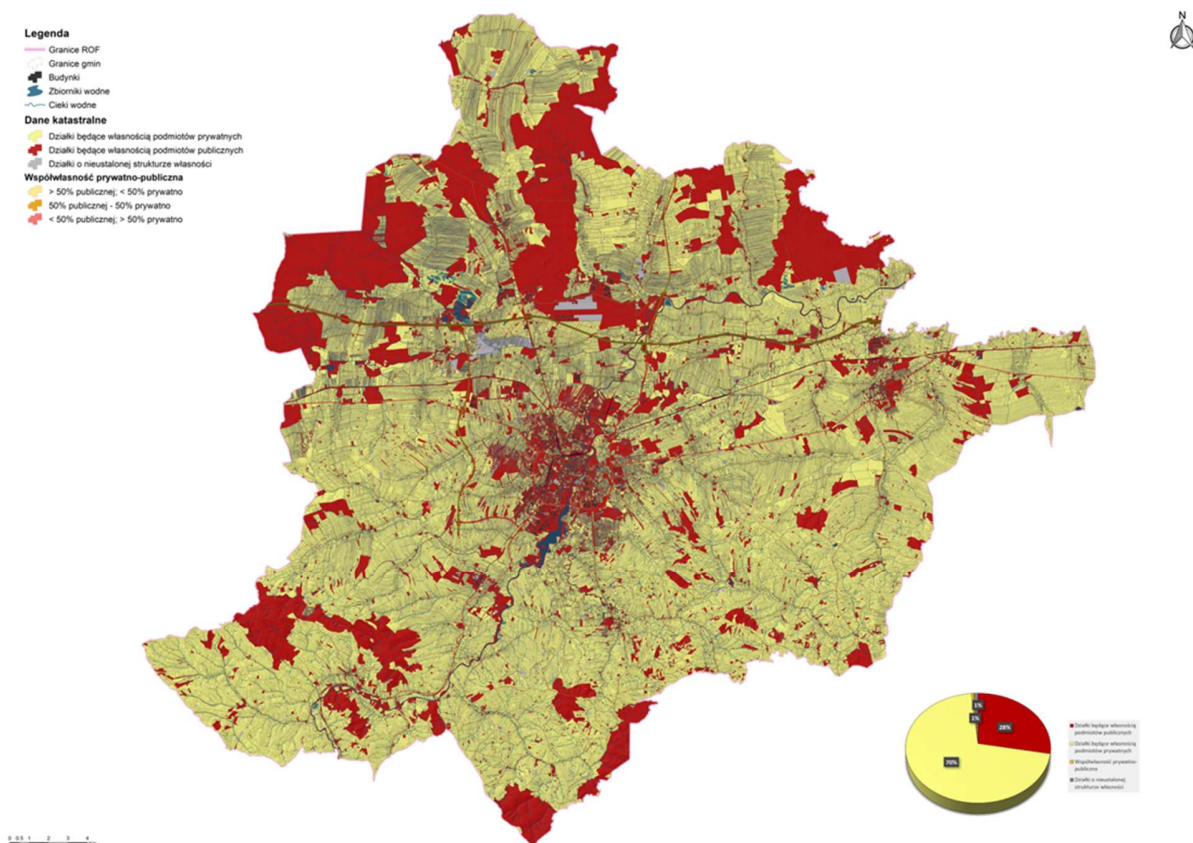 Legenda
Granice ROF
Granice gmin
Budynki
Zbiorniki wodne
Cieki wodne
Dane katastralne
Działki będące własnością podmiotów prywatnych
Działki będące własnością podmiotów publicznych
Działki o nieustalonej strukturze własności
Współwłasność prywatno-publiczna
> 50% publicznej; < 50% prywatno
50% publicznej - 50% prywatno
< 50% publicznej; > 50% prywatno
N
1%
1%
28%
70%
Działki będące własnością
podmiotów publicznych
Działki będące własnością
podmiotów prywatnych
Współwłasność prywatno-
publiczna
Działki o nieustalonej
strukturze własności
0 0.5 1 2 3 4